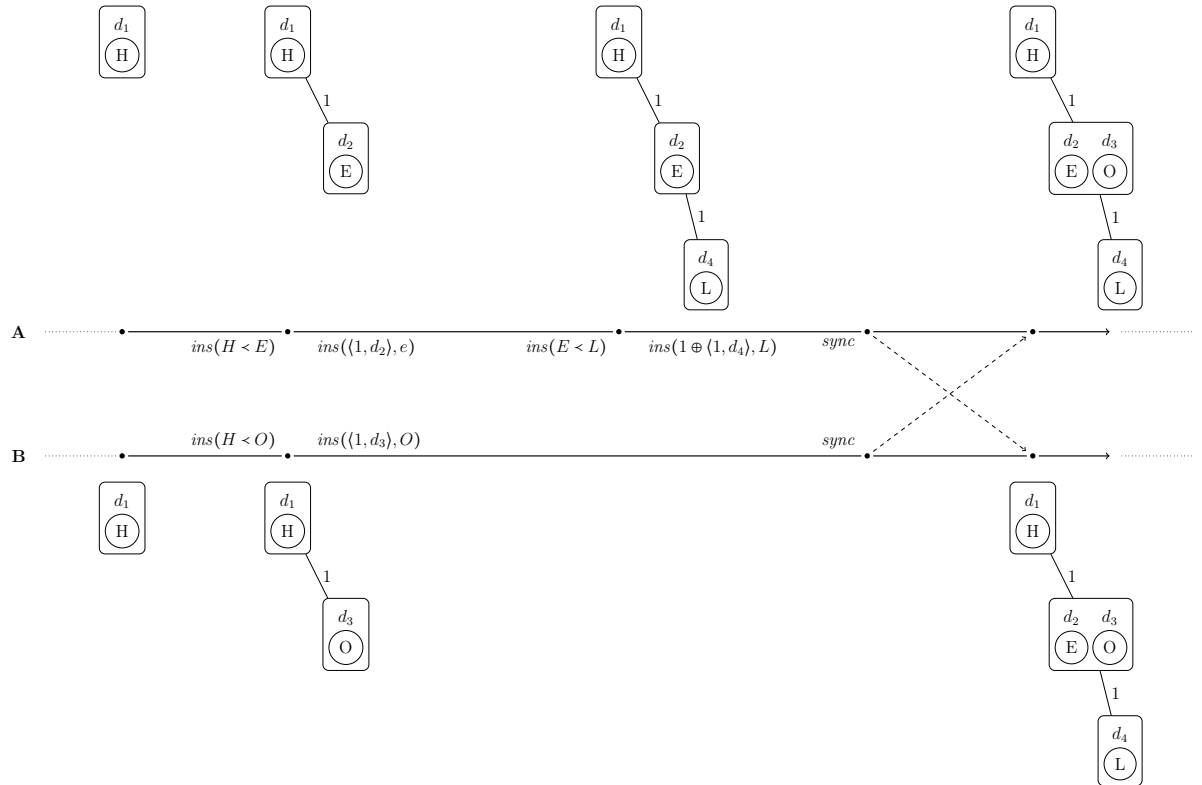 d₁ d₁ d₁ d₁
H H H H
1 1 1
d₂ d₂ d₂ d₃
E E E O
1 1
d₄ d₄
L L
A
ins(H < E) ins(⟨1, d₂⟩, e) ins(E < L) ins(1 ⊕ ⟨1, d₄⟩, L) sync
ins(H < O) ins(⟨1, d₃⟩, O) sync
B
d₁ d₁ d₁
H H H
1 1
d₃ d₂ d₃
O E O
1
d₄
L